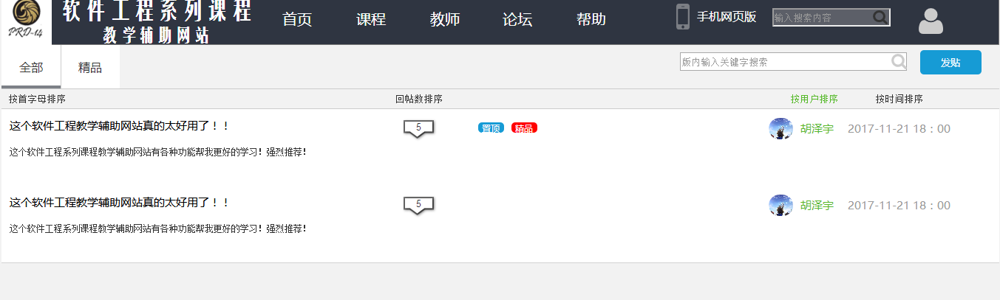 PRD-14
软件工程系列课程
教学辅助网站
首页 课程 教师 论坛 帮助
手机网页版
输入搜索内容
全部 精品
版内输入关键字搜索
发贴
按首字母排序 回帖数排序 按用户排序 按时间排序
这个软件工程教学辅助网站真的太好用了！！ 5 置顶 精品 胡泽宇 2017-11-21 18：00
这个软件工程系列课程教学辅助网站有各种功能帮我更好的学习！强烈推荐！
这个软件工程教学辅助网站真的太好用了！！ 5 胡泽宇 2017-11-21 18：00
这个软件工程系列课程教学辅助网站有各种功能帮我更好的学习！强烈推荐！